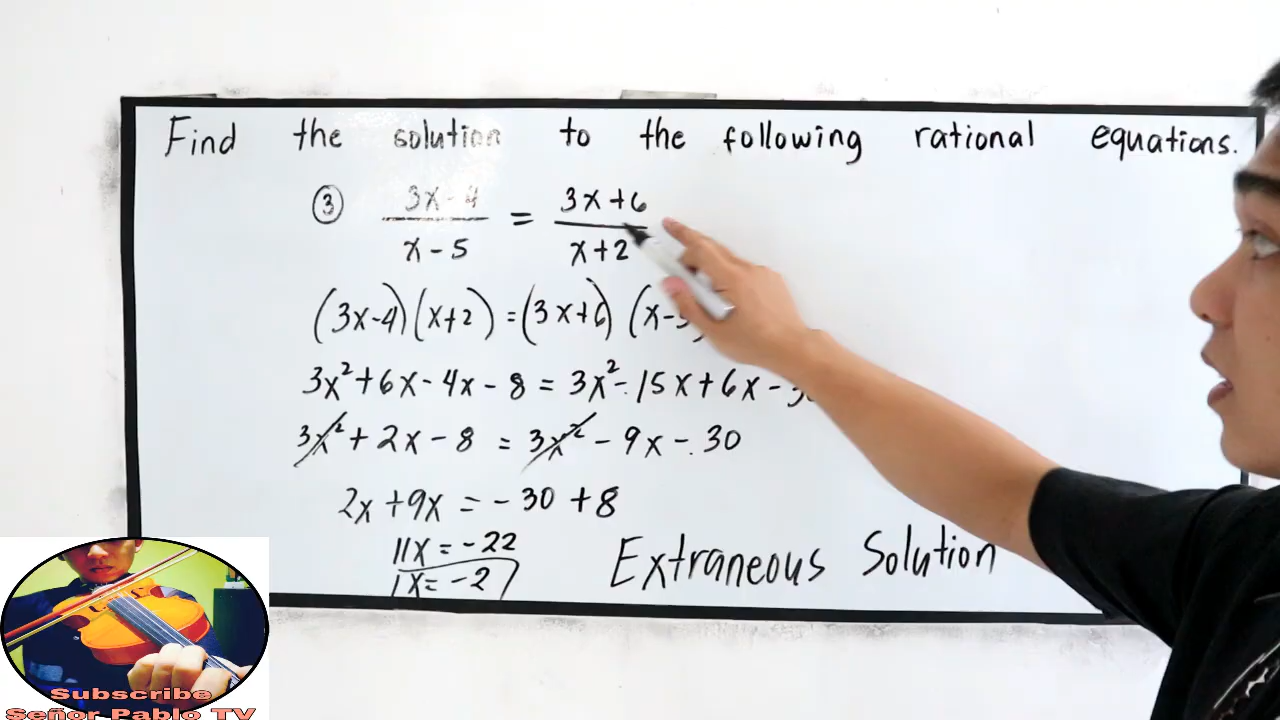 Find the solution to the following rational equations.
③ 3x-4 / x-5 = 3x+6 / x+2
(3x-4)(x+2) = (3x+6)(x-5
3x²+6x-4x-8 = 3x²-15x+6x-3
3x²+2x-8 = 3x²-9x-30
2x+9x = -30+8
11x = -22
x = -2
Extraneous Solution
Subscribe
Señor Pablo TV